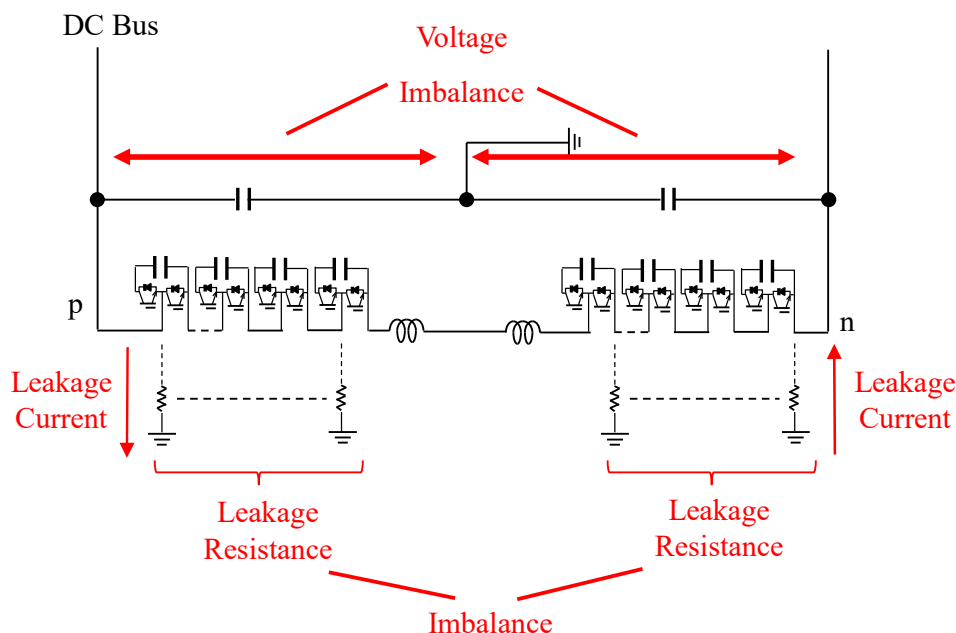 DC Bus
Voltage
Imbalance
p
n
Leakage
Current
Leakage
Current
Leakage
Resistance
Leakage
Resistance
Imbalance